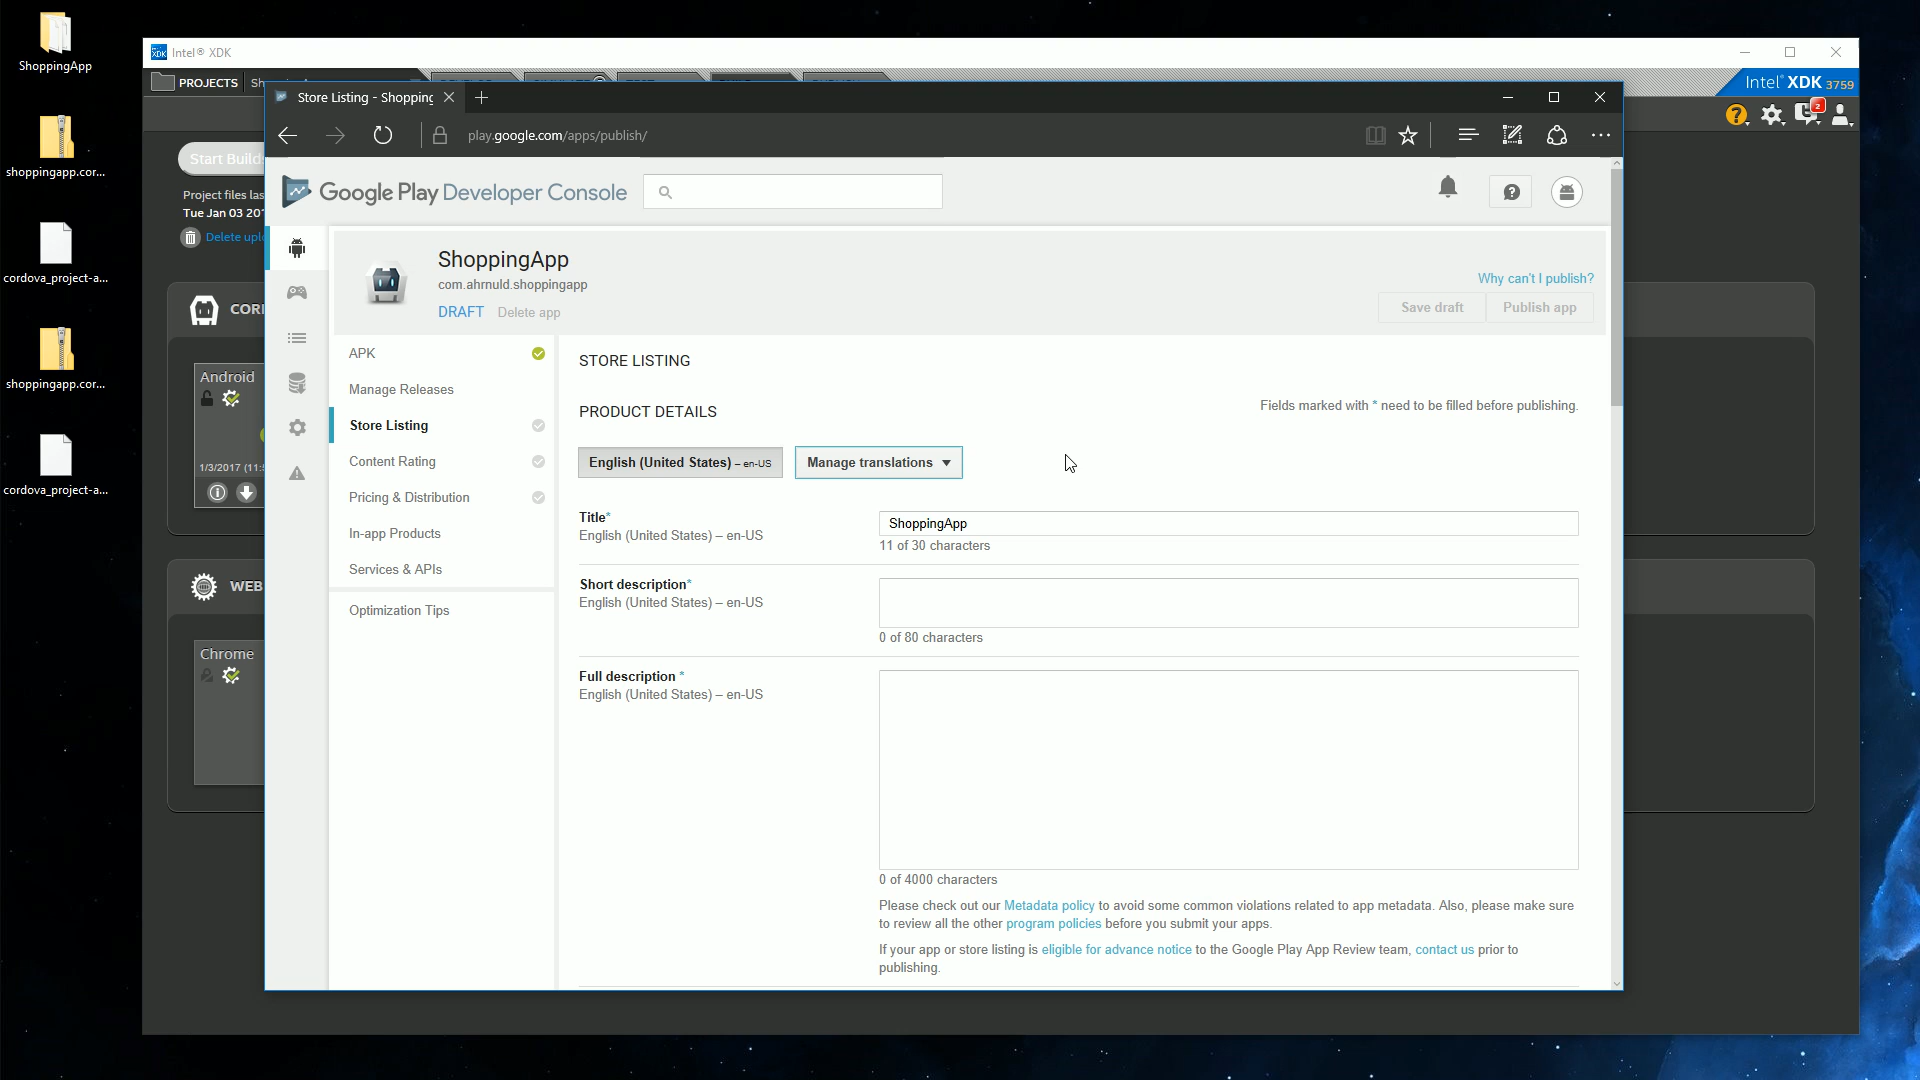 ShoppingApp
shoppingapp.cor...
cordova_project-a...
shoppingapp.cor...
cordova_project-a...
Intel® XDK
PROJECTS
Intel® XDK 3759
2
Store Listing - Shopping
play.google.com/apps/publish/
Start Build
Project files las
Tue Jan 03 201
Delete uplo
Google Play Developer Console
ShoppingApp
com.ahrnuld.shoppingapp
DRAFT Delete app
Why can't I publish?
Save draft Publish app
COR
Android
1/3/2017 (11:
WEB
Chrome
APK
Manage Releases
Store Listing
Content Rating
Pricing & Distribution
In-app Products
Services & APIs
Optimization Tips
STORE LISTING
PRODUCT DETAILS
Fields marked with * need to be filled before publishing.
English (United States) – en-US Manage translations
Title*
English (United States) – en-US
ShoppingApp
11 of 30 characters
Short description*
English (United States) – en-US
0 of 80 characters
Full description *
English (United States) – en-US
0 of 4000 characters
Please check out our Metadata policy to avoid some common violations related to app metadata. Also, please make sure
to review all the other program policies before you submit your apps.
If your app or store listing is eligible for advance notice to the Google Play App Review team, contact us prior to
publishing.